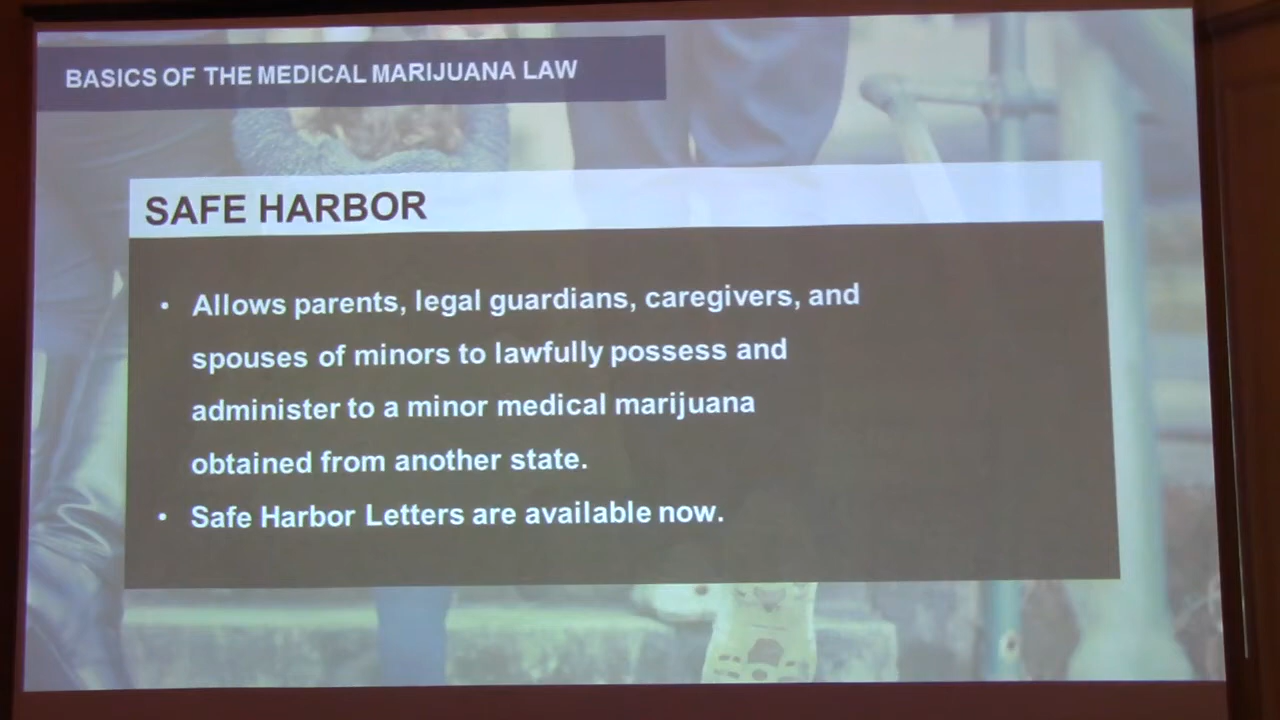 BASICS OF THE MEDICAL MARIJUANA LAW
SAFE HARBOR
• Allows parents, legal guardians, caregivers, and
spouses of minors to lawfully possess and
administer to a minor medical marijuana
obtained from another state.
• Safe Harbor Letters are available now.